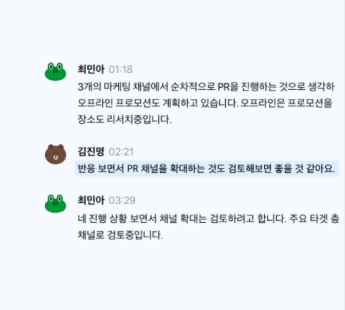 최민아 01:18
3개의 마케팅 채널에서 순차적으로 PR을 진행하는 것으로 생각하
오프라인 프로모션도 계획하고 있습니다. 오프라인은 프로모션을
장소도 리서치중입니다.
김진명 02:21
반응 보면서 PR 채널을 확대하는 것도 검토해보면 좋을 것 같아요.
최민아 03:29
네 진행 상황 보면서 채널 확대는 검토하려고 합니다. 주요 타겟 층
채널로 검토중입니다.